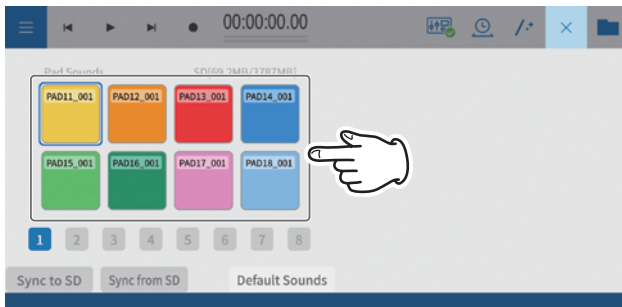 00:00:00.00
Pad Sounds SD[69.2MB/3787MB]
PAD11_001 PAD12_001 PAD13_001 PAD14_001
PAD15_001 PAD16_001 PAD17_001 PAD18_001
1 2 3 4 5 6 7 8
Sync to SD Sync from SD Default Sounds